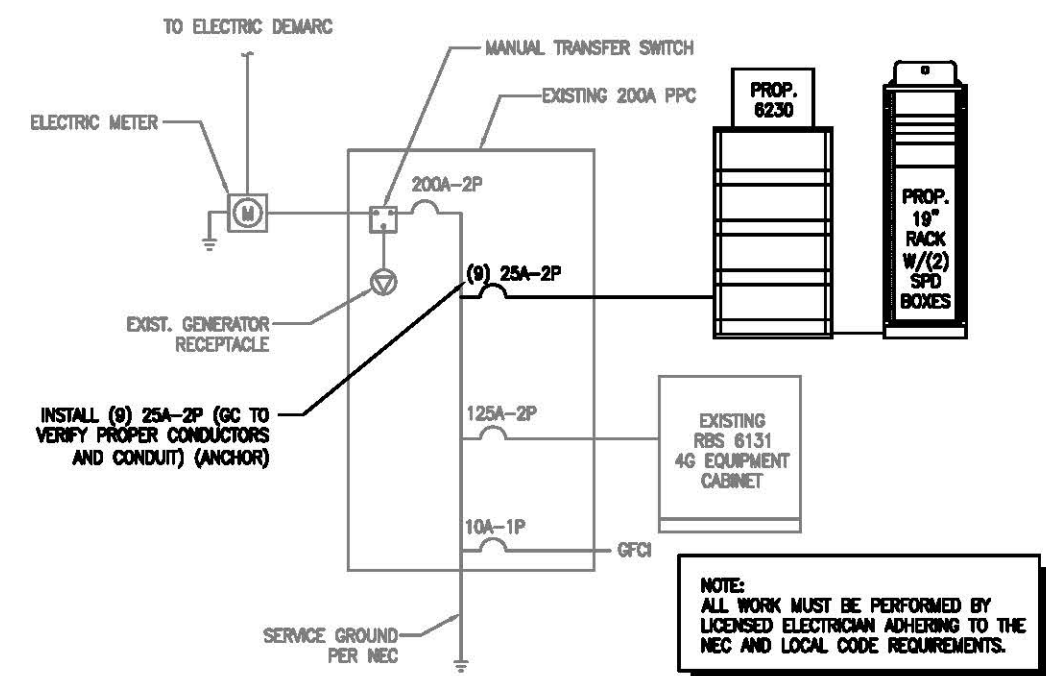 TO ELECTRIC DEMARC
MANUAL TRANSFER SWITCH
EXISTING 200A PPC
ELECTRIC METER
M
200A-2P
PROP.
6230
PROP.
19"
RACK
W/(2)
SPD
BOXES
(9) 25A-2P
EXIST. GENERATOR
RECEPTACLE
INSTALL (9) 25A-2P (GC TO
VERIFY PROPER CONDUCTORS
AND CONDUIT) (ANCHOR)
125A-2P
EXISTING
RBS 6131
4G EQUIPMENT
CABINET
10A-1P
GFCI
SERVICE GROUND
PER NEC
NOTE:
ALL WORK MUST BE PERFORMED BY
LICENSED ELECTRICIAN ADHERING TO THE
NEC AND LOCAL CODE REQUIREMENTS.